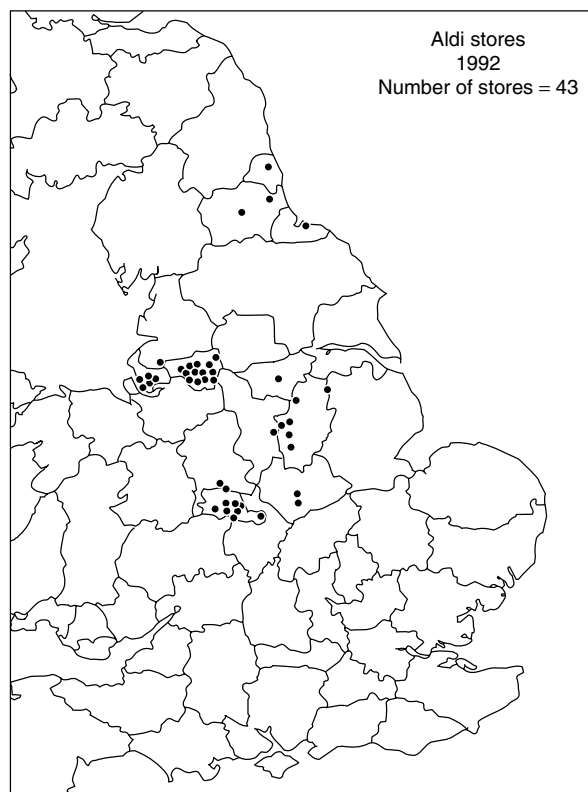 Aldi stores
1992
Number of stores = 43